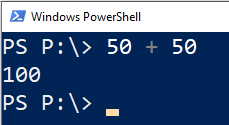 Windows PowerShell
PS P:\> 50 + 50
100
PS P:\>